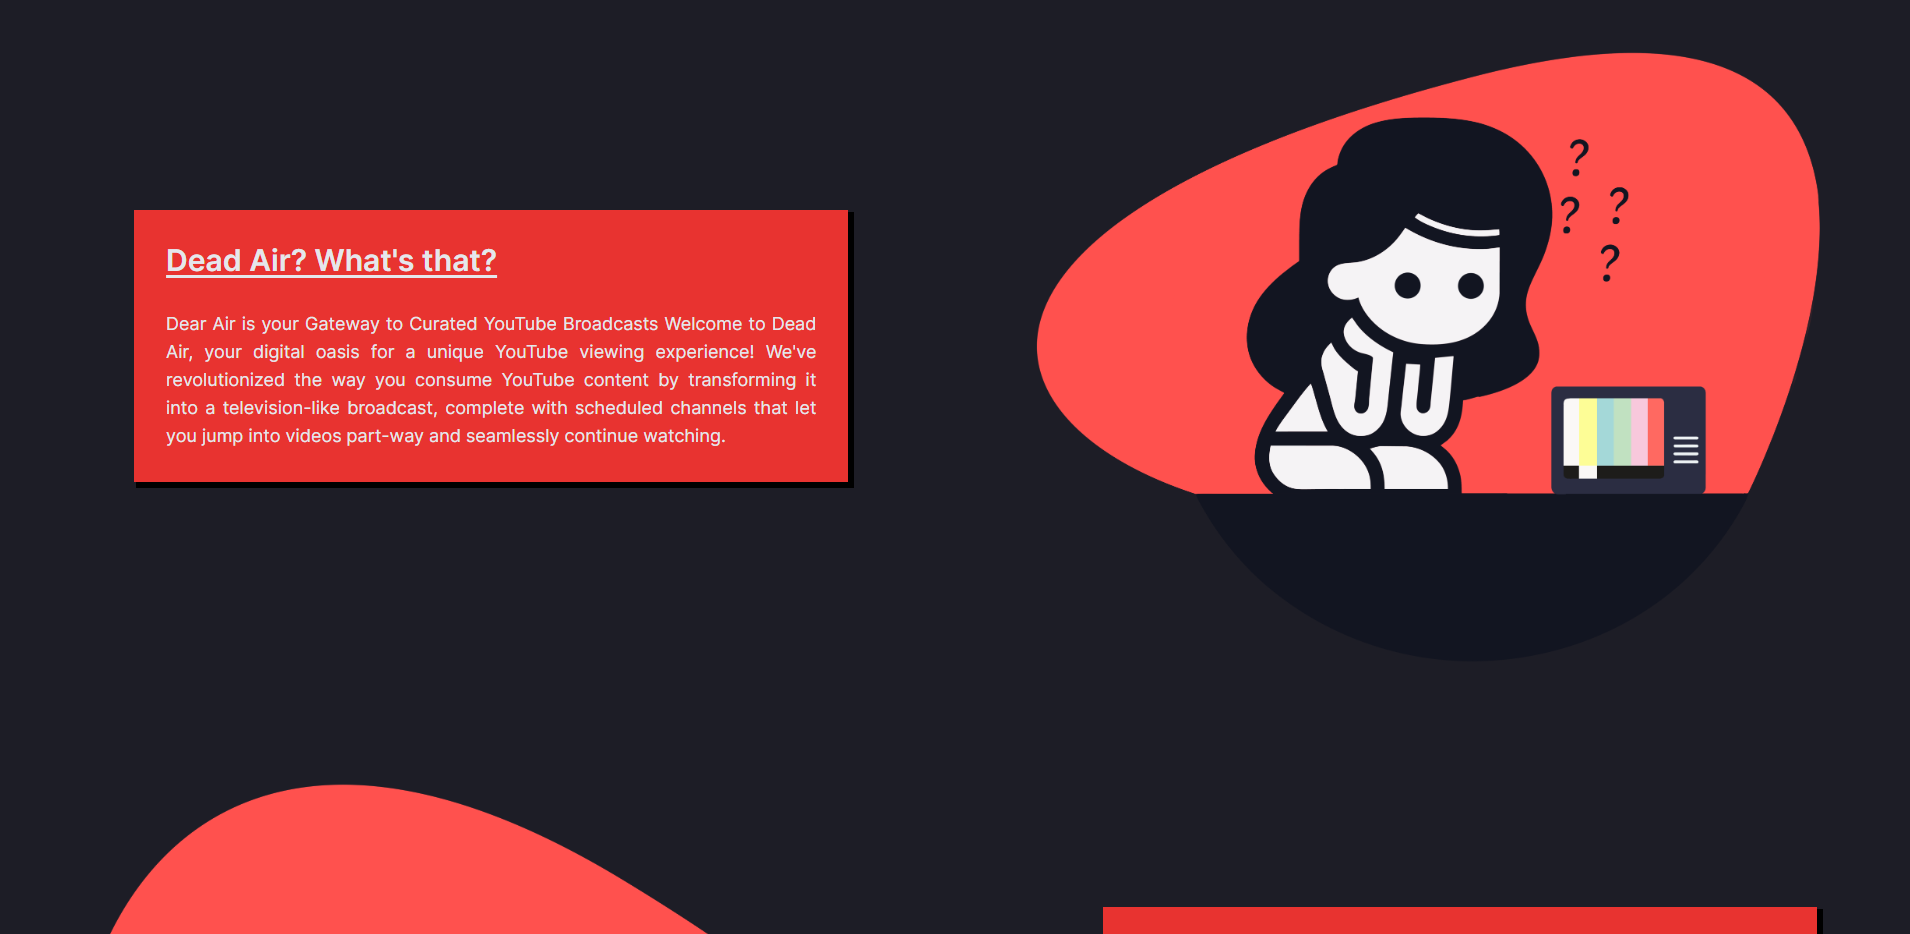 Dead Air? What's that?
Dear Air is your Gateway to Curated YouTube Broadcasts Welcome to Dead
Air, your digital oasis for a unique YouTube viewing experience! We've
revolutionized the way you consume YouTube content by transforming it
into a television-like broadcast, complete with scheduled channels that let
you jump into videos part-way and seamlessly continue watching.
?
?
?
?